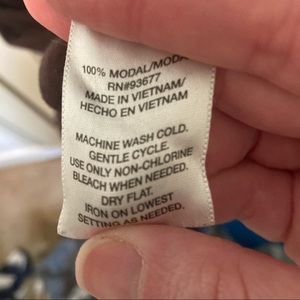 100% MODAL/MODA
RN#93677
MADE IN VIETNAM/
HECHO EN VIETNAM
MACHINE WASH COLD.
GENTLE CYCLE.
USE ONLY NON-CHLORINE
BLEACH WHEN NEEDED.
DRY FLAT.
IRON ON LOWEST
SETTING AS NEEDED.